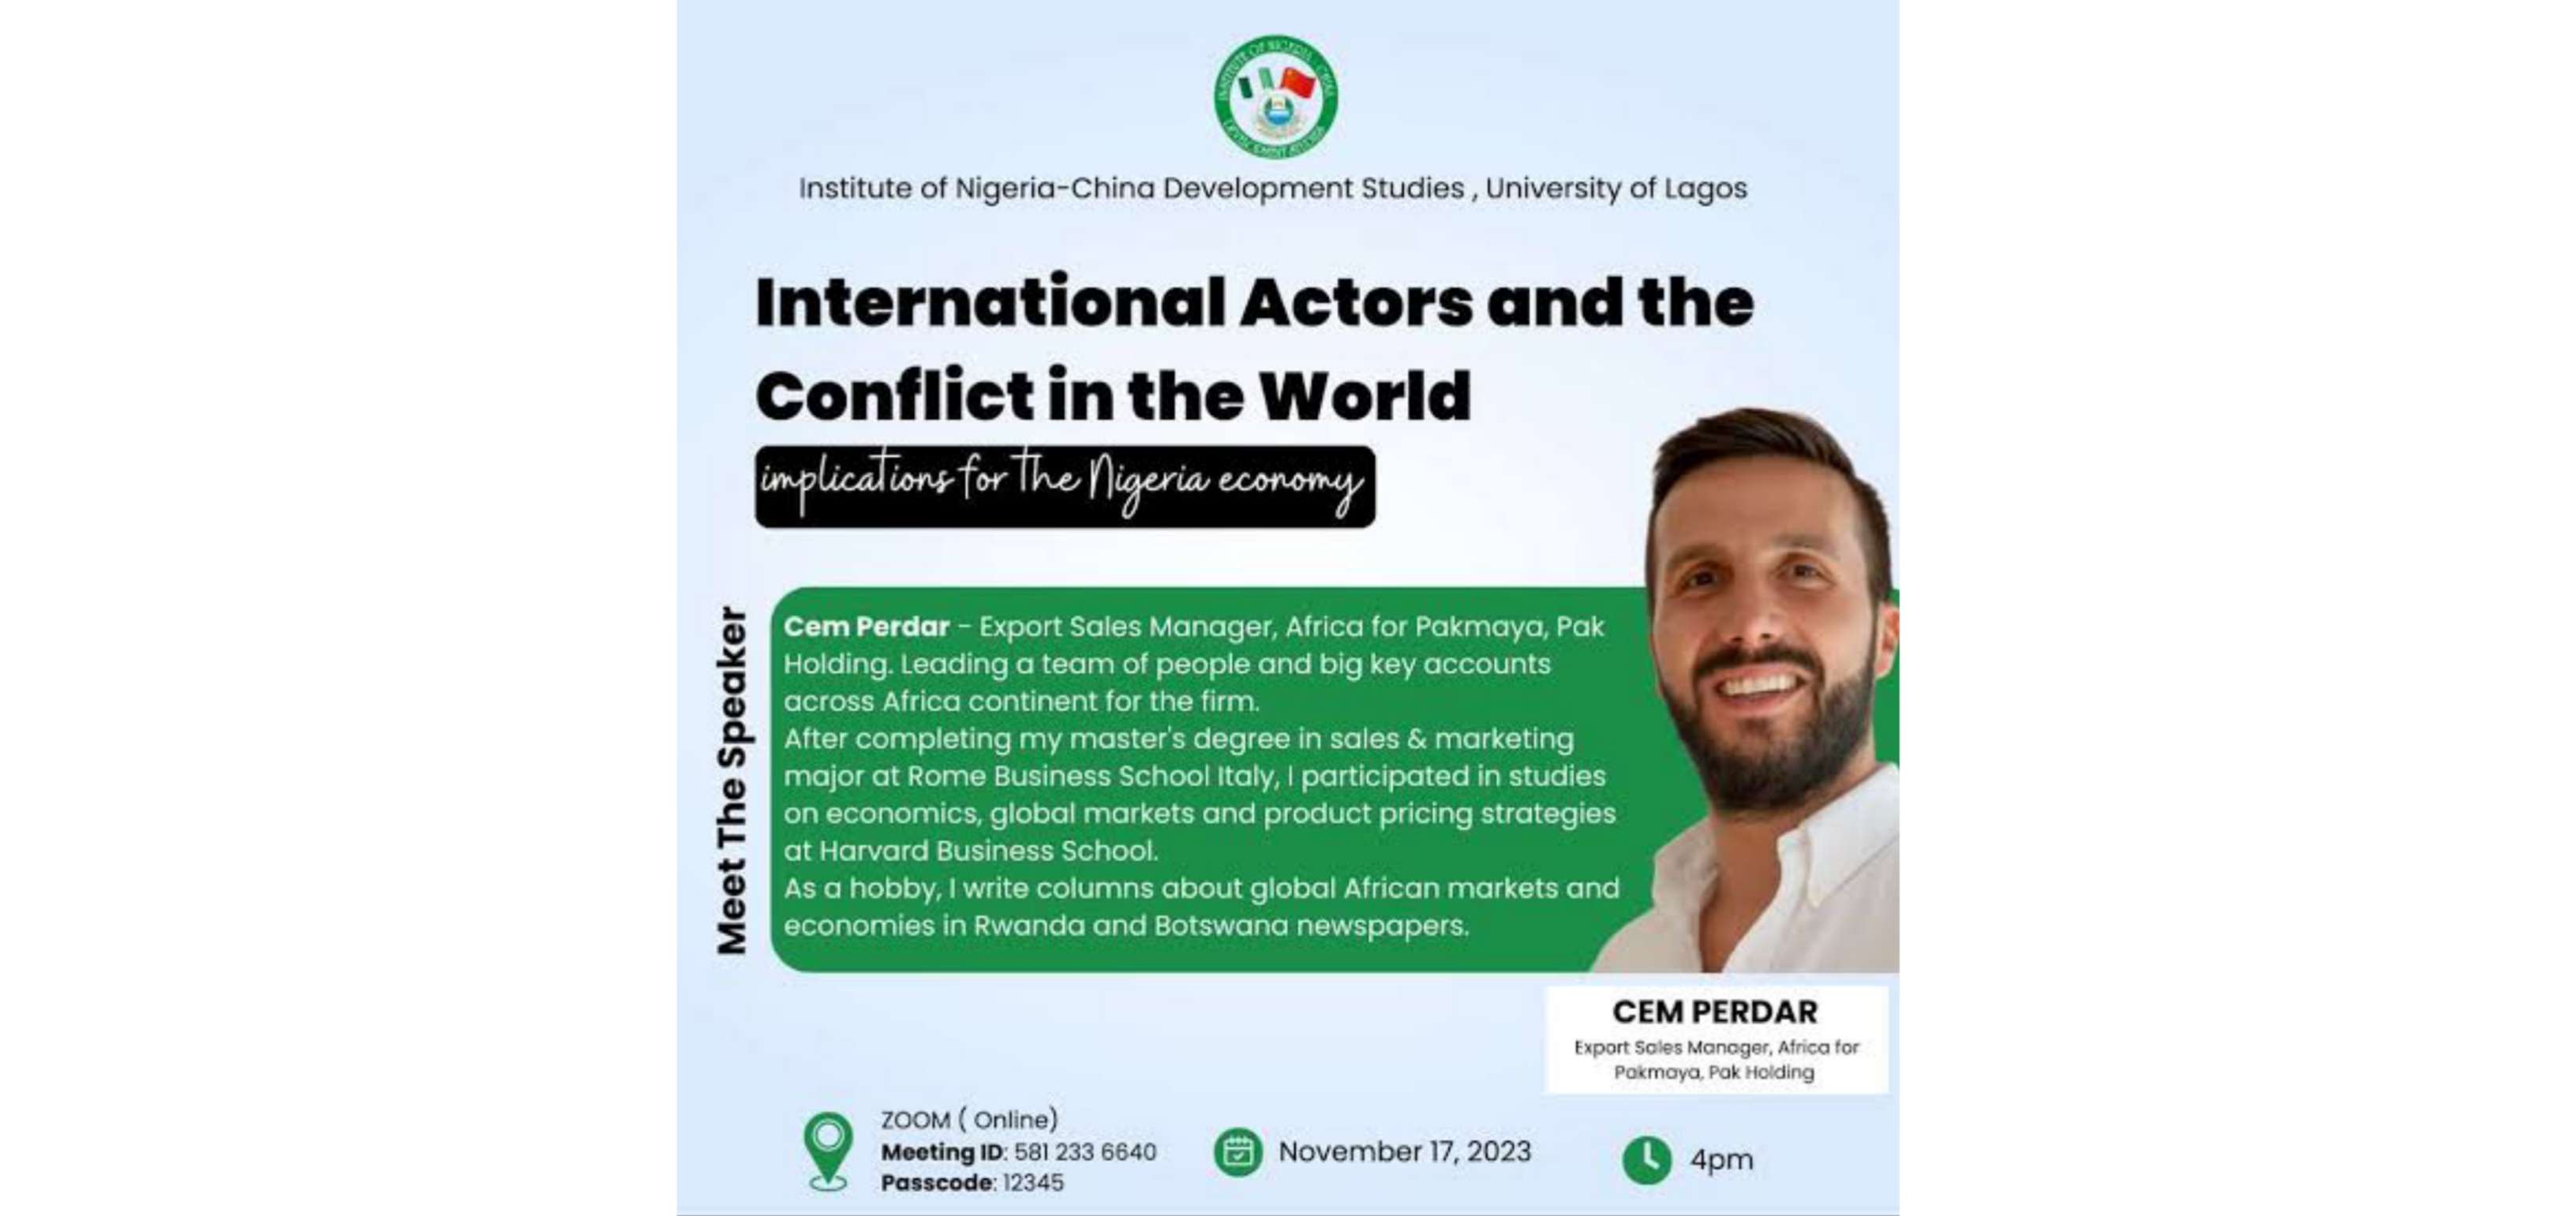 INSTITUTE OF NIGERIA - CHINA
Institute of Nigeria-China Development Studies , University of Lagos
International Actors and the
Conflict in the World
implications for the Nigeria economy
Meet The Speaker
Cem Perdar - Export Sales Manager, Africa for Pakmaya, Pak
Holding. Leading a team of people and big key accounts
across Africa continent for the firm.
After completing my master's degree in sales & marketing
major at Rome Business School Italy, I participated in studies
on economics, global markets and product pricing strategies
at Harvard Business School.
As a hobby, I write columns about global African markets and
economies in Rwanda and Botswana newspapers.
CEM PERDAR
Export Sales Manager, Africa for
Pakmaya, Pak Holding
ZOOM ( Online)
Meeting ID: 581 233 6640
Passcode: 12345
November 17, 2023
4pm